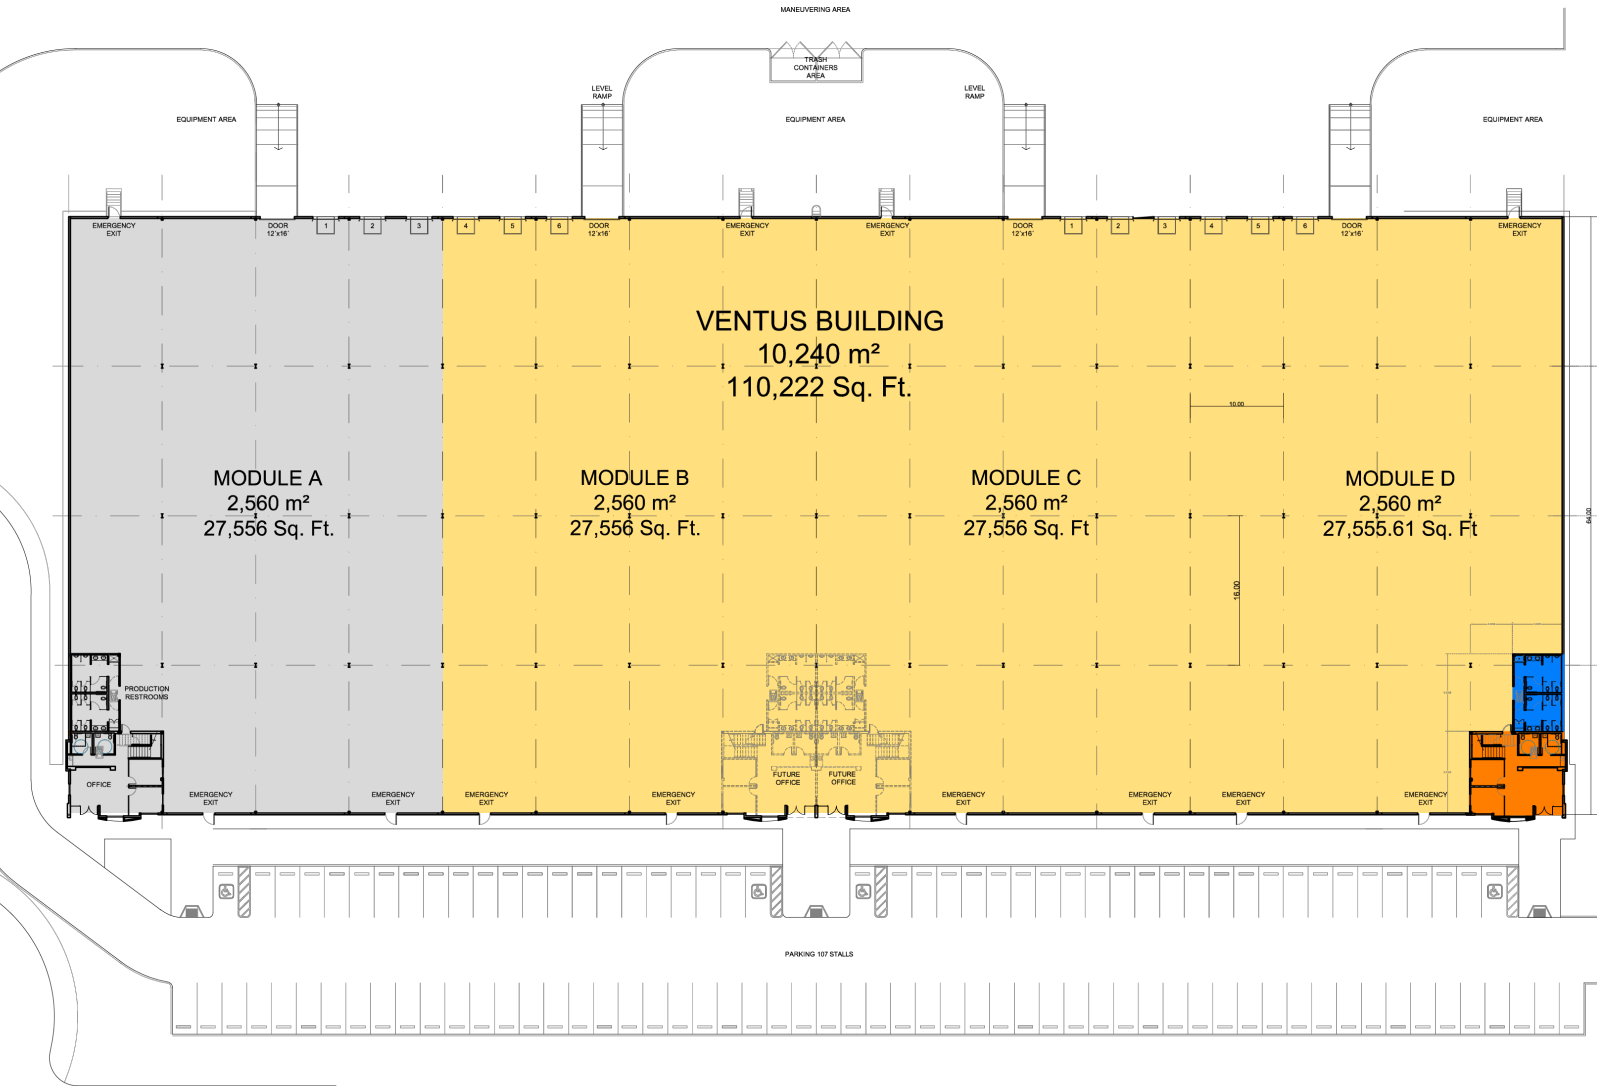 MANEUVERING AREA
TRASH
CONTAINERS
AREA
LEVEL
RAMP
LEVEL
RAMP
EQUIPMENT AREA
EQUIPMENT AREA
EQUIPMENT AREA
EMERGENCY
EXIT
DOOR
12'x16'
1
2
3
4
5
6
DOOR
12'x16'
EMERGENCY
EXIT
EMERGENCY
EXIT
DOOR
12'x16'
1
2
3
4
5
6
DOOR
12'x16'
EMERGENCY
EXIT
VENTUS BUILDING
10,240 m²
110,222 Sq. Ft.
10.00
MODULE A
2,560 m²
27,556 Sq. Ft.
MODULE B
2,560 m²
27,556 Sq. Ft.
MODULE C
2,560 m²
27,556 Sq. Ft
MODULE D
2,560 m²
27,555.61 Sq. Ft
64.00
16.00
PRODUCTION
RESTROOMS
OFFICE
FUTURE
OFFICE
FUTURE
OFFICE
EMERGENCY
EXIT
EMERGENCY
EXIT
EMERGENCY
EXIT
EMERGENCY
EXIT
EMERGENCY
EXIT
EMERGENCY
EXIT
EMERGENCY
EXIT
EMERGENCY
EXIT
PARKING 107 STALLS